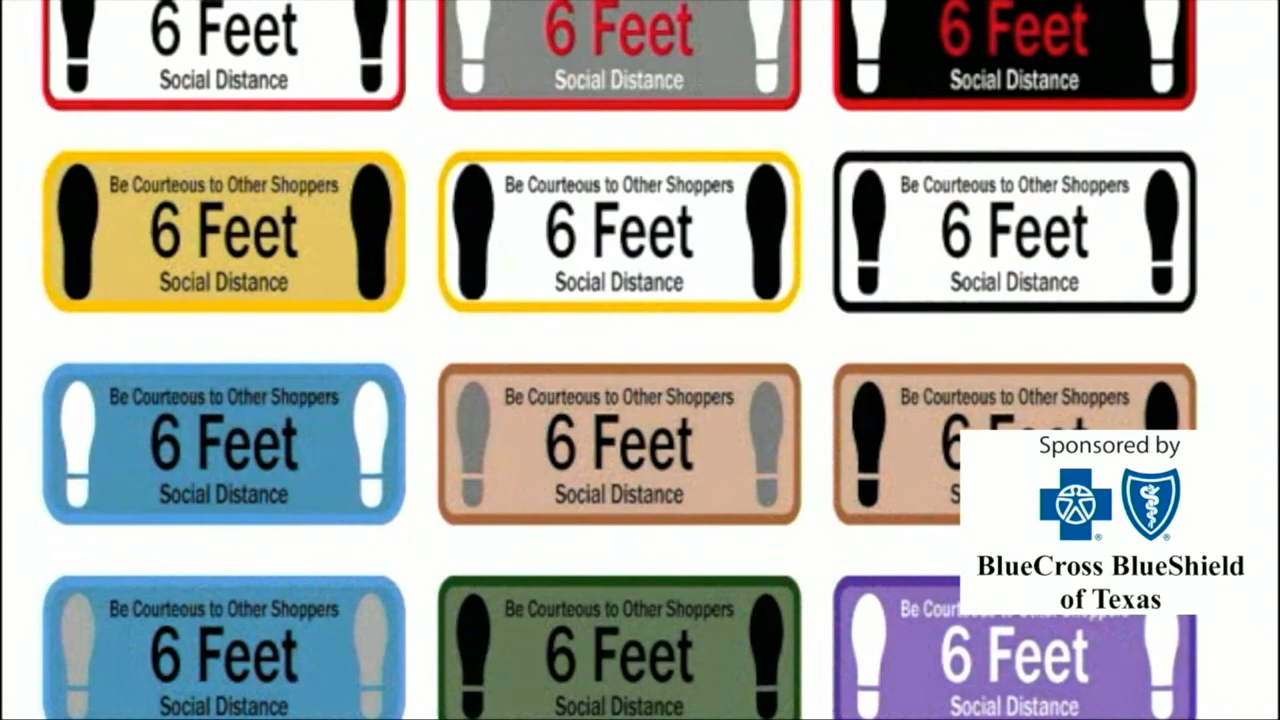 6 Feet
Social Distance
6 Feet
Social Distance
6 Feet
Social Distance
Be Courteous to Other Shoppers
6 Feet
Social Distance
Be Courteous to Other Shoppers
6 Feet
Social Distance
Be Courteous to Other Shoppers
6 Feet
Social Distance
Be Courteous to Other Shoppers
6 Feet
Social Distance
Be Courteous to Other Shoppers
6 Feet
Social Distance
Be Courteous to Other Shoppers
6
S
Sponsored by
BlueCross BlueShield
of Texas
Be Courteous to Other Shoppers
6 Feet
Social Distance
Be Courteous to Other Shoppers
6 Feet
Social Distance
Be
6 Feet
Social Distance